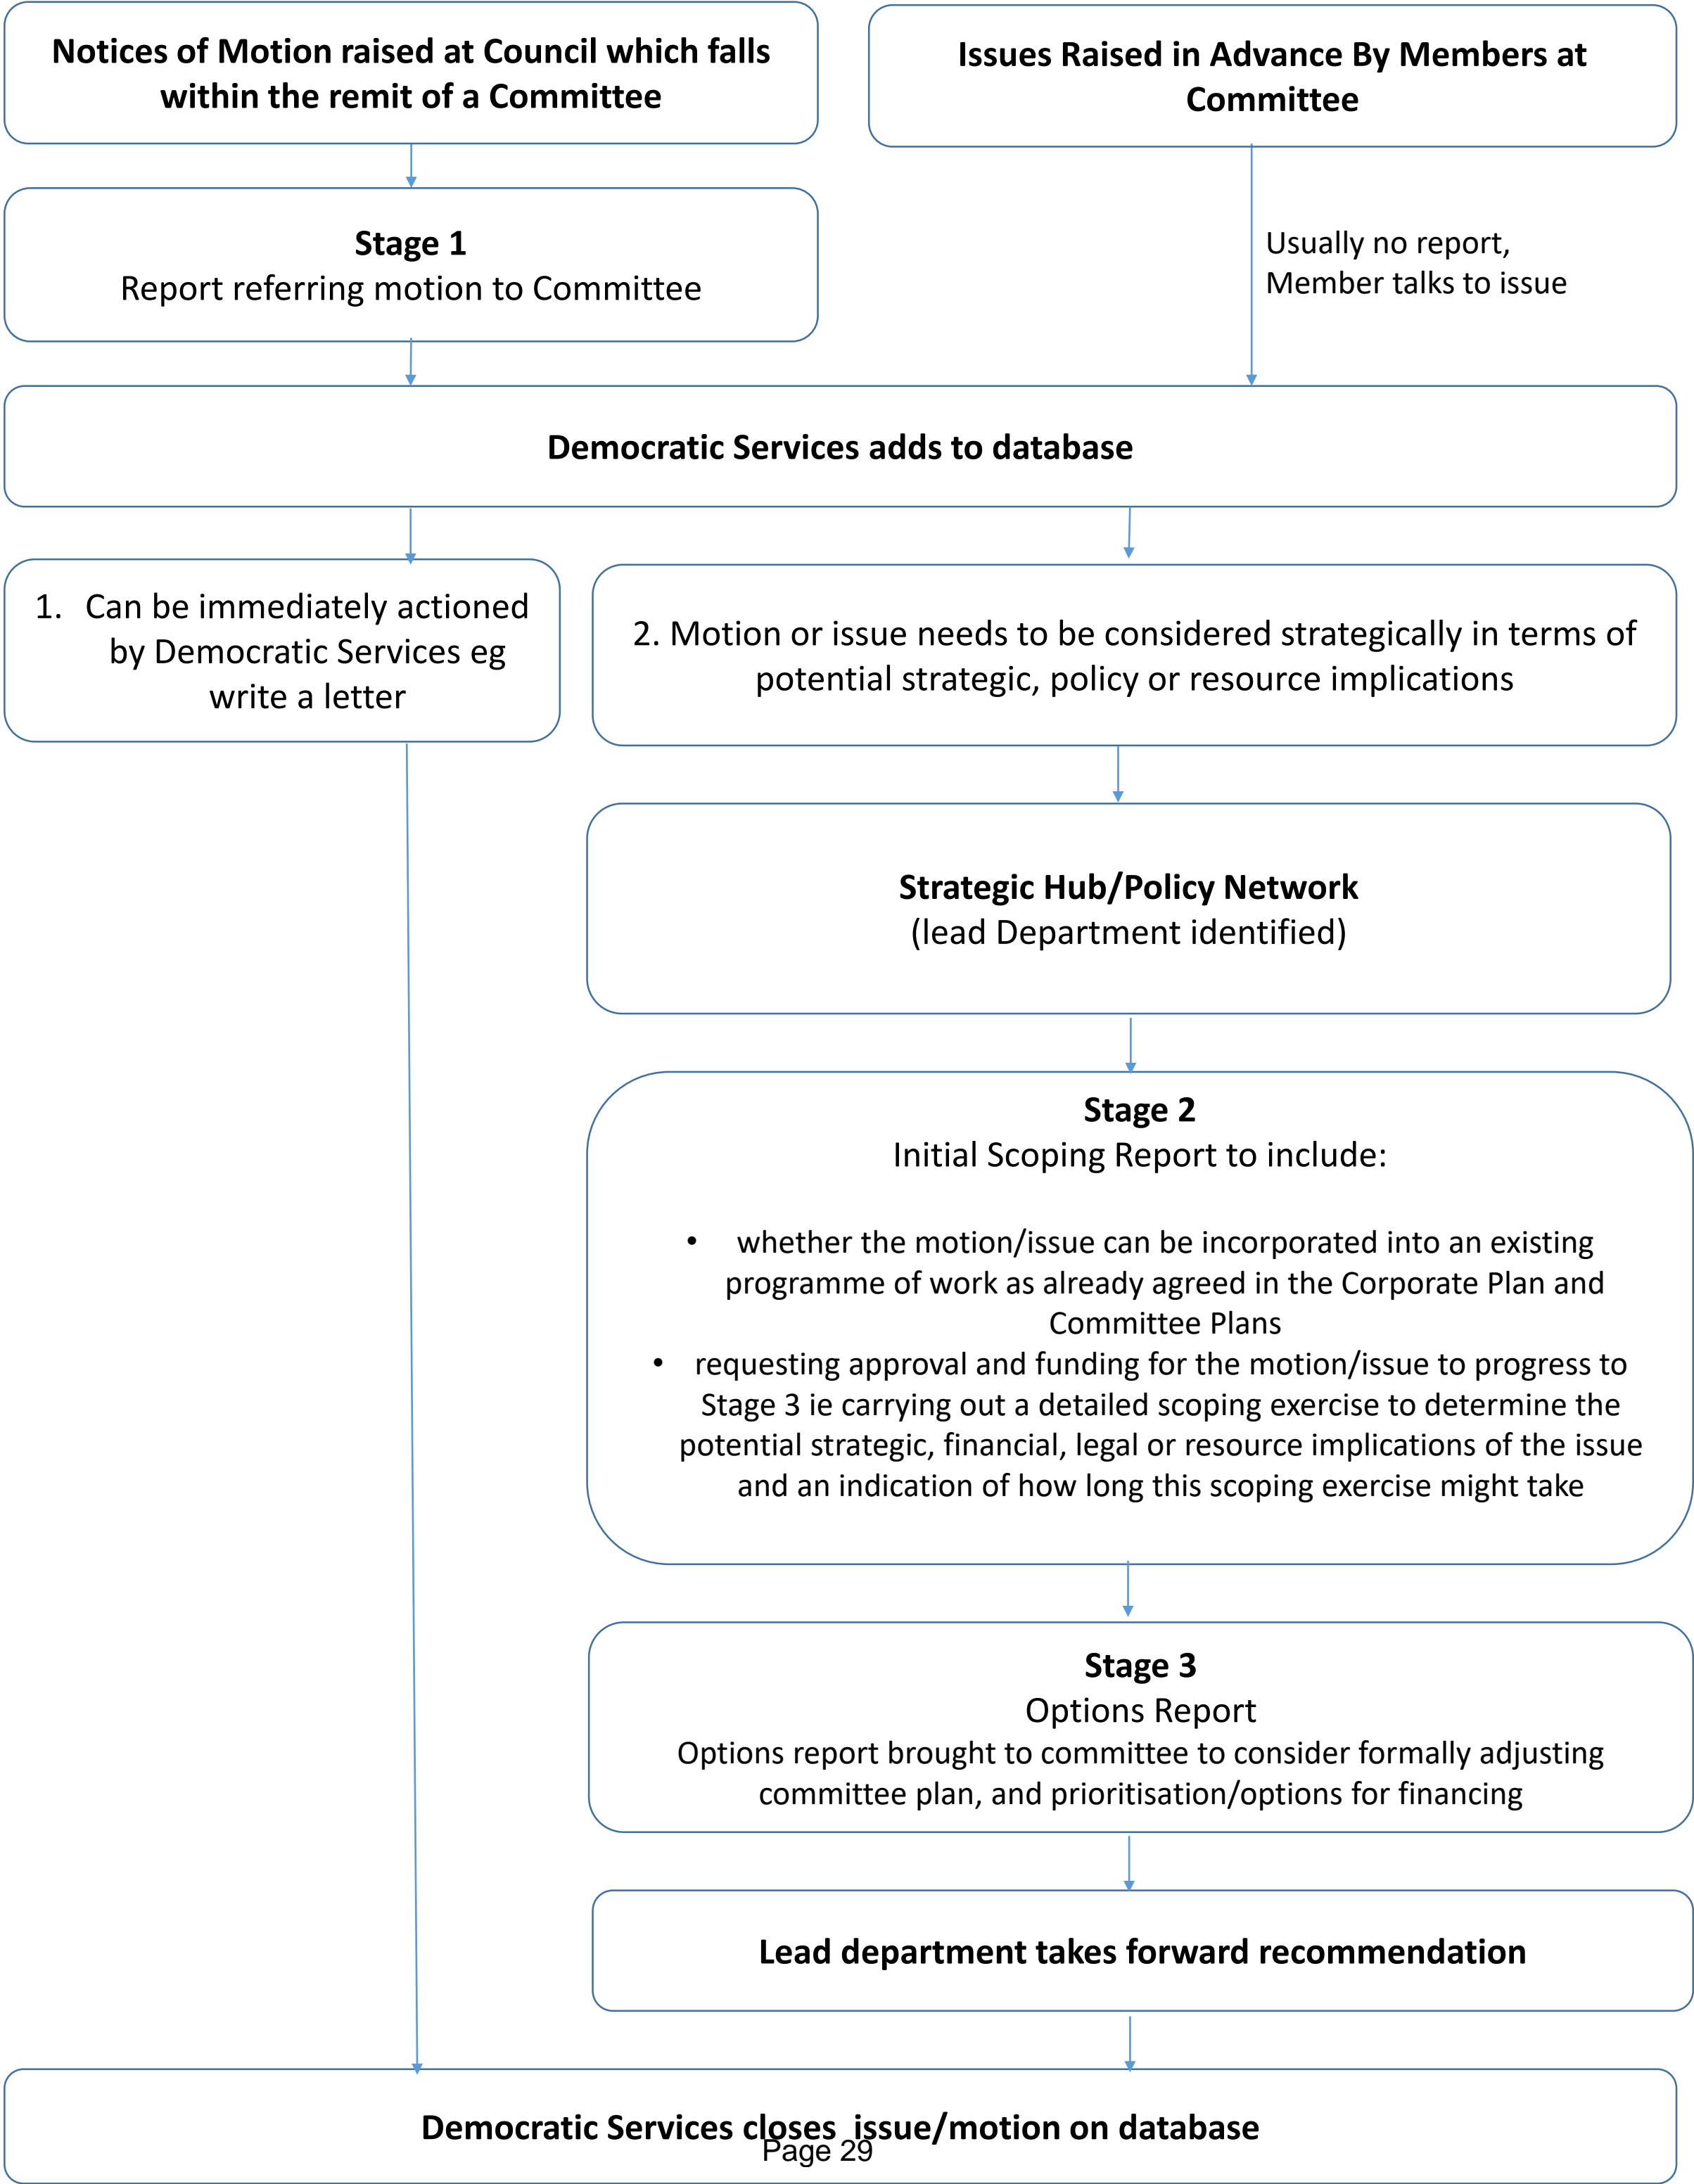 Notices of Motion raised at Council which falls
within the remit of a Committee
Issues Raised in Advance By Members at
Committee
Stage 1
Report referring motion to Committee
Usually no report,
Member talks to issue
Democratic Services adds to database
1. Can be immediately actioned
by Democratic Services eg
write a letter
2. Motion or issue needs to be considered strategically in terms of
potential strategic, policy or resource implications
Strategic Hub/Policy Network
(lead Department identified)
Stage 2
Initial Scoping Report to include:
• whether the motion/issue can be incorporated into an existing
programme of work as already agreed in the Corporate Plan and
Committee Plans
• requesting approval and funding for the motion/issue to progress to
Stage 3 ie carrying out a detailed scoping exercise to determine the
potential strategic, financial, legal or resource implications of the issue
and an indication of how long this scoping exercise might take
Stage 3
Options Report
Options report brought to committee to consider formally adjusting
committee plan, and prioritisation/options for financing
Lead department takes forward recommendation
Democratic Services closes issue/motion on database
Page 29